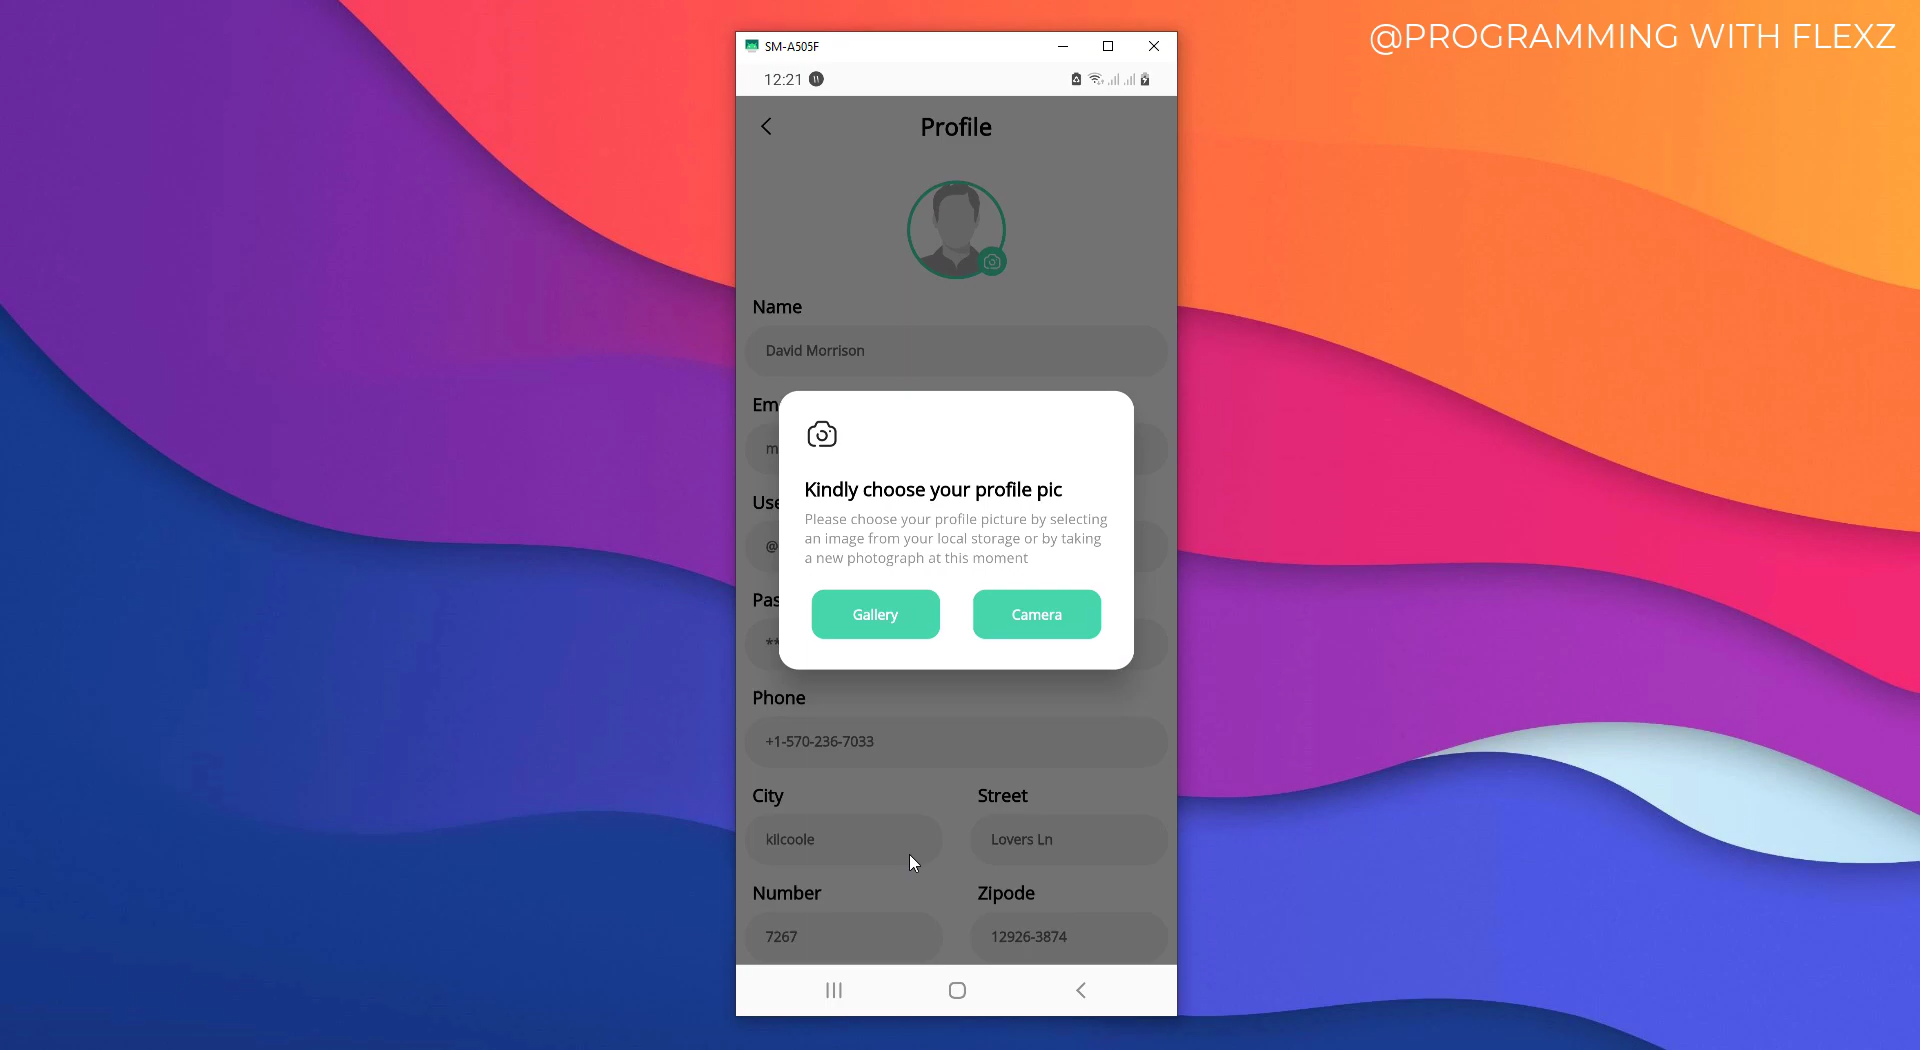 @PROGRAMMING WITH FLEXZ
SM-A505F
12:21
Profile
Name
David Morrison
Em
m
Kindly choose your profile pic
Use
Please choose your profile picture by selecting
an image from your local storage or by taking
@
a new photograph at this moment
Pas
Gallery Camera
**
Phone
+1-570-236-7033
City Street
kilcoole Lovers Ln
Number Zipode
7267 12926-3874